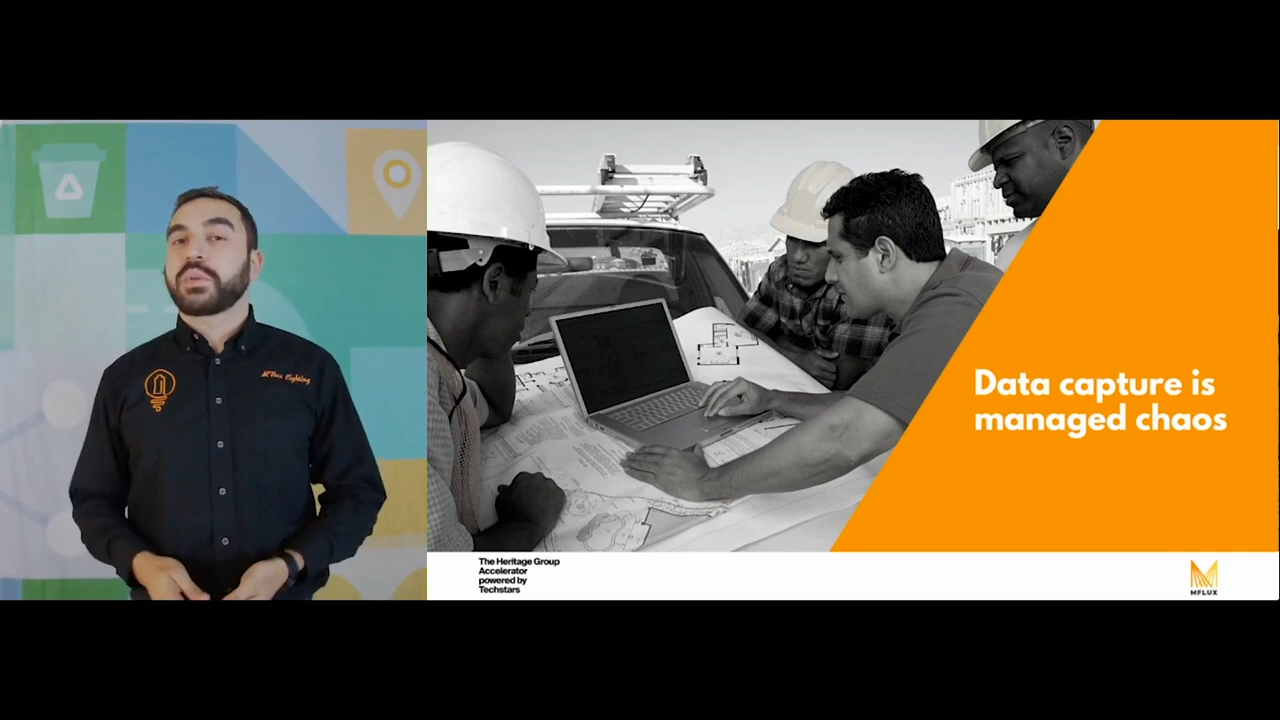 Data capture is
managed chaos
The Heritage Group
Accelerator
powered by
Techstars
MFLUX